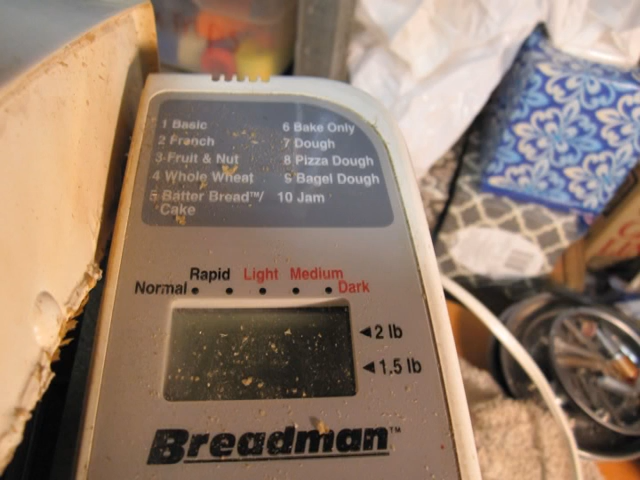 1 Basic
2 French
3 Fruit & Nut
4 Whole Wheat
5 Batter Bread™/
Cake
6 Bake Only
7 Dough
8 Pizza Dough
9 Bagel Dough
10 Jam
Rapid Light Medium
Normal Dark
◄2 lb
◄1.5 lb
Breadman™